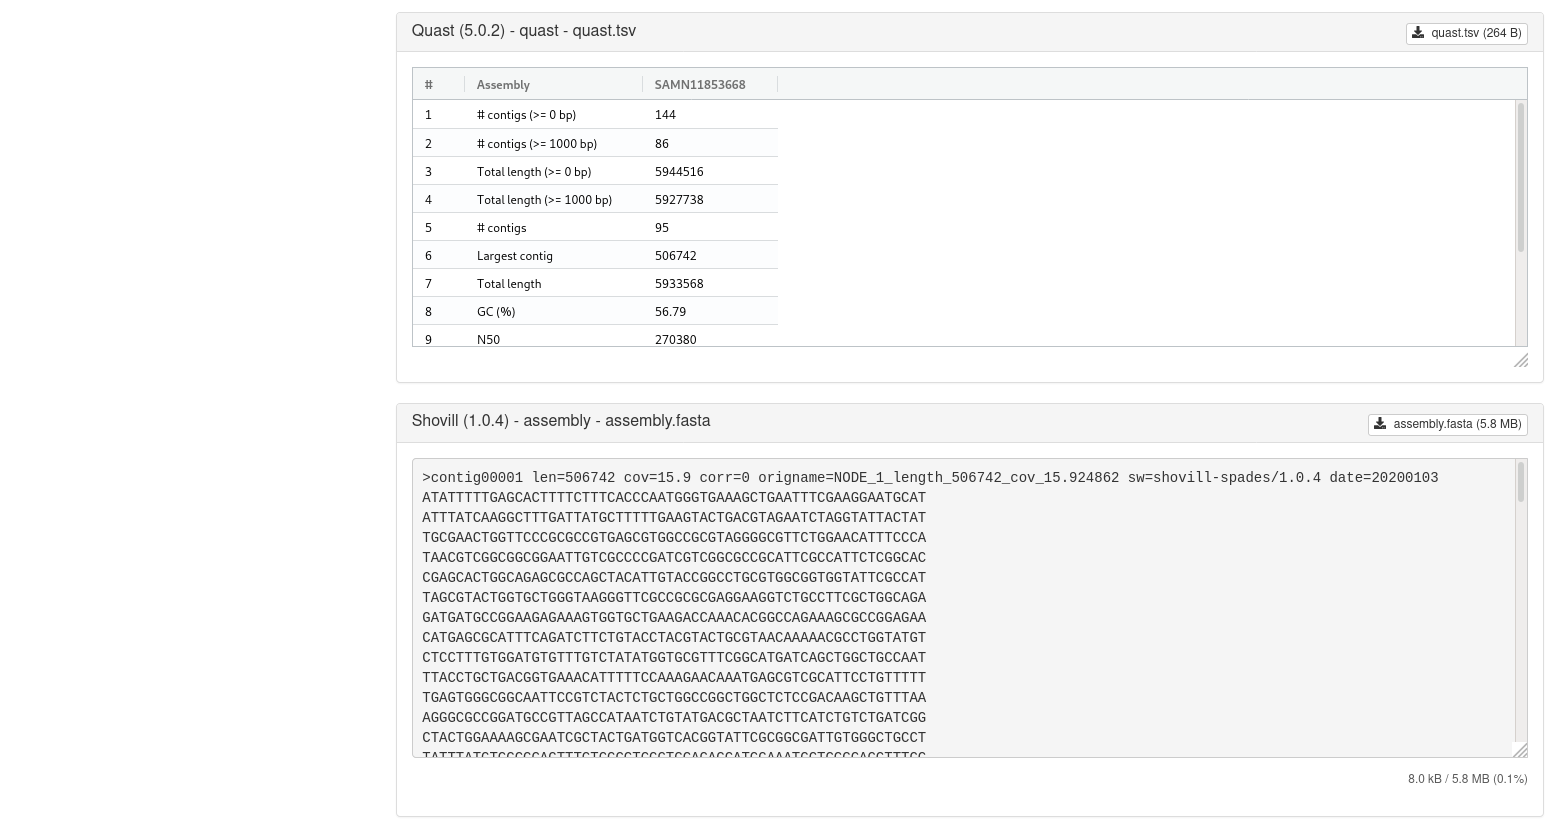 Quast (5.0.2) - quast - quast.tsv
quast.tsv (264 B)
# Assembly SAMN11853668
1 # contigs (>= 0 bp) 144
2 # contigs (>= 1000 bp) 86
3 Total length (>= 0 bp) 5944516
4 Total length (>= 1000 bp) 5927738
5 # contigs 95
6 Largest contig 506742
7 Total length 5933568
8 GC (%) 56.79
9 N50 270380
Shovill (1.0.4) - assembly - assembly.fasta
assembly.fasta (5.8 MB)
>contig00001 len=506742 cov=15.9 corr=0 origname=NODE_1_length_506742_cov_15.924862 sw=shovill-spades/1.0.4 date=20200103
ATATTTTTGAGCACTTTTCTTTCACCCAATGGGTGAAAGCTGAATTTCGAAGGAATGCAT
ATTTATCAAGGCTTTGATTATGCTTTTTGAAGTACTGACGTAGAATCTAGGTATTACTAT
TGCGAACTGGTTCCCGCGCCGTGAGCGTGGCCGCGTAGGGGCGTTCTGGAACATTTCCCA
TAACGTCGGCGGCGGAATTGTCGCCCCGATCGTCGGCGCCGCATTCGCCATTCTCGGCAC
CGAGCACTGGCAGAGCGCCAGCTACATTGTACCGGCCTGCGTGGCGGTGGTATTCGCCAT
TAGCGTACTGGTGCTGGGTAAGGGTTCGCCGCGCGAGGAAGGTCTGCCTTCGCTGGCAGA
GATGATGCCGGAAGAGAAAGTGGTGCTGAAGACCAAACACGGCCAGAAAGCGCCGGAGAA
CATGAGCGCATTTCAGATCTTCTGTACCTACGTACTGCGTAACAAAAACGCCTGGTATGT
CTCCTTTGTGGATGTGTTTGTCTATATGGTGCGTTTCGGCATGATCAGCTGGCTGCCAAT
TTACCTGCTGACGGTGAAACATTTTTCCAAAGAACAAATGAGCGTCGCATTCCTGTTTTT
TGAGTGGGCGGCAATTCCGTCTACTCTGCTGGCCGGCTGGCTCTCCGACAAGCTGTTTAA
AGGGCGCCGGATGCCGTTAGCCATAATCTGTATGACGCTAATCTTCATCTGTCTGATCGG
CTACTGGAAAAGCGAATCGCTACTGATGGTCACGGTATTCGCGGCGATTGTGGGCTGCCT
8.0 kB / 5.8 MB (0.1%)